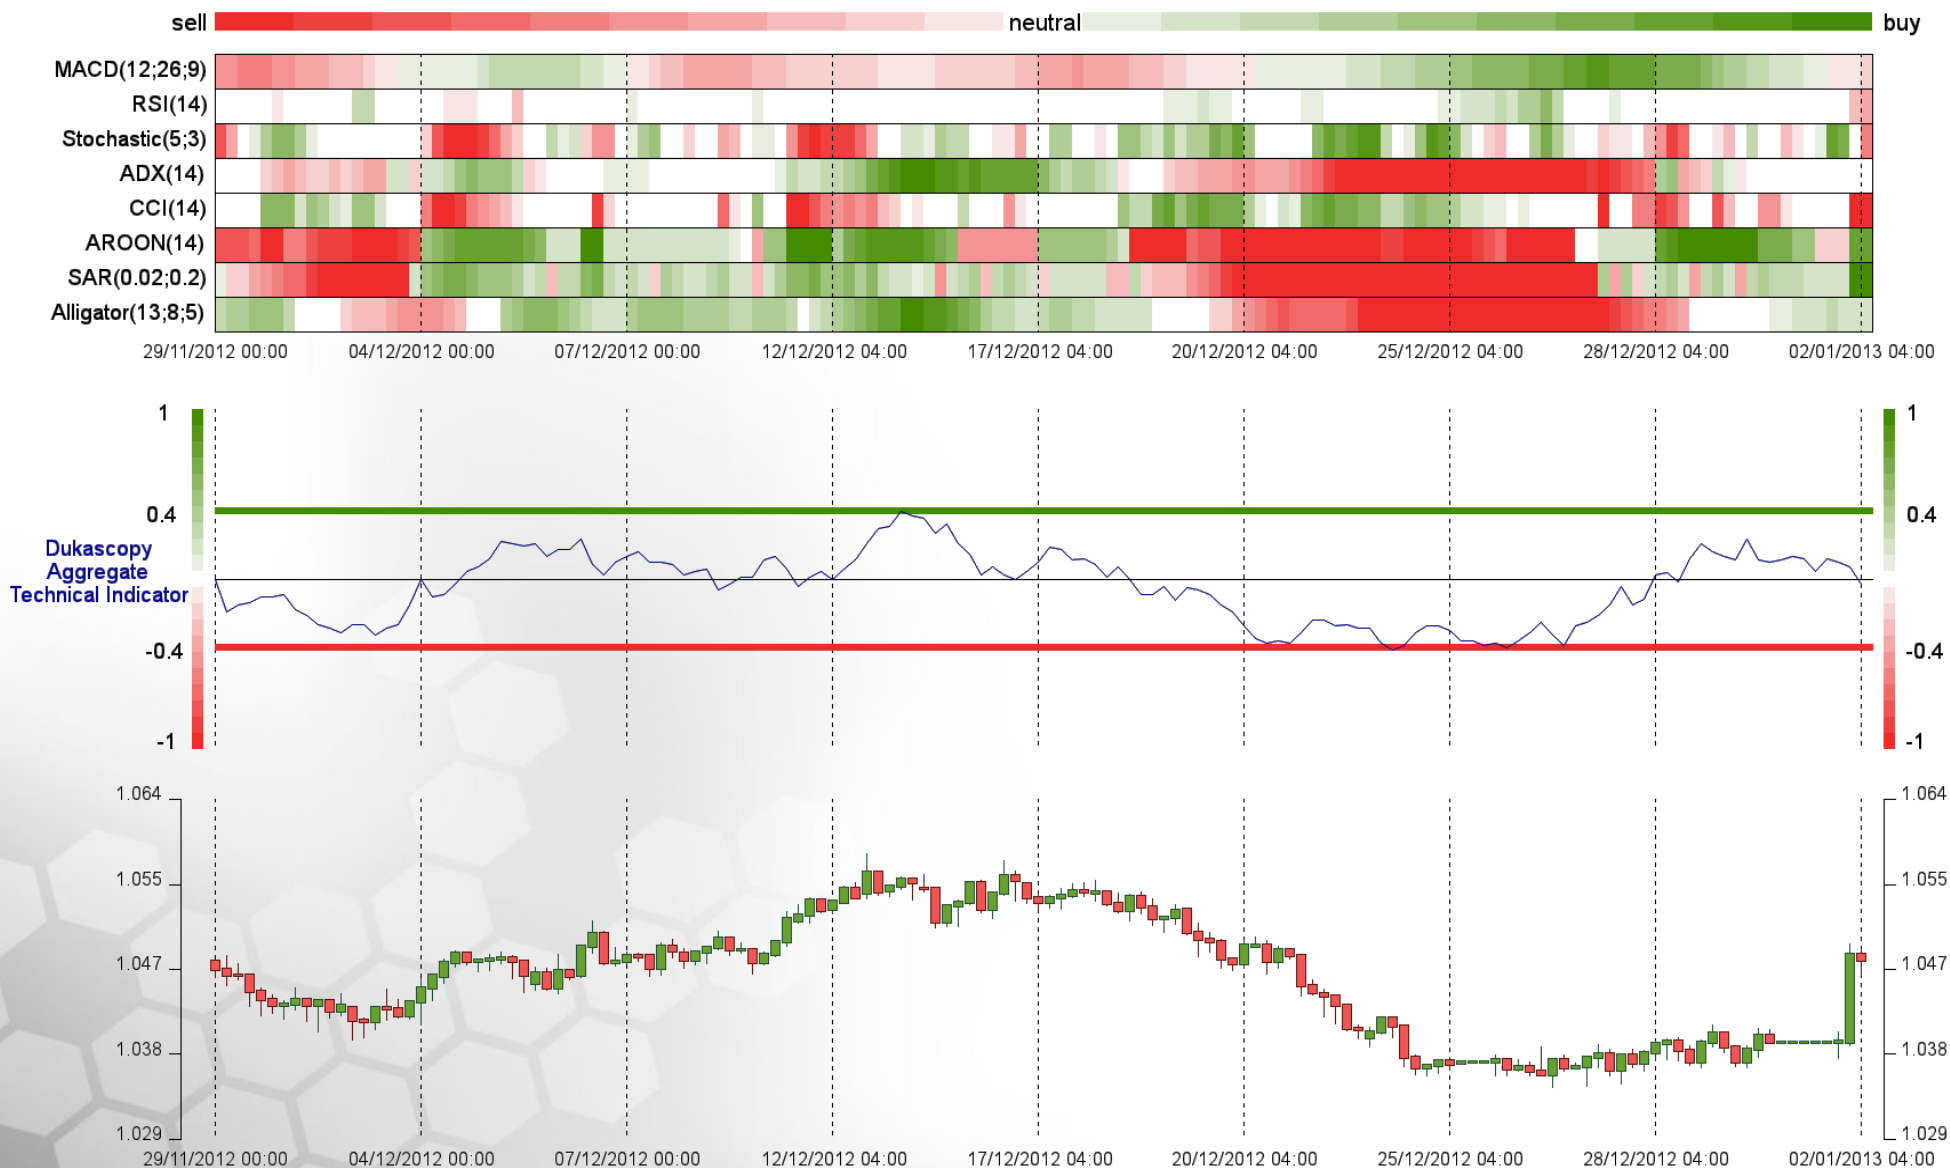 sell neutral buy
MACD(12;26;9)
RSI(14)
Stochastic(5;3)
ADX(14)
CCI(14)
AROON(14)
SAR(0.02;0.2)
Alligator(13;8;5)
29/11/2012 00:00 04/12/2012 00:00 07/12/2012 00:00 12/12/2012 04:00 17/12/2012 04:00 20/12/2012 04:00 25/12/2012 04:00 28/12/2012 04:00 02/01/2013 04:00
1 1
0.4 0.4
Dukascopy
Aggregate
Technical Indicator
-0.4 -0.4
-1 -1
1.064 1.064
1.055 1.055
1.047 1.047
1.038 1.038
1.029 1.029
29/11/2012 00:00 04/12/2012 00:00 07/12/2012 00:00 12/12/2012 04:00 17/12/2012 04:00 20/12/2012 04:00 25/12/2012 04:00 28/12/2012 04:00 02/01/2013 04:00